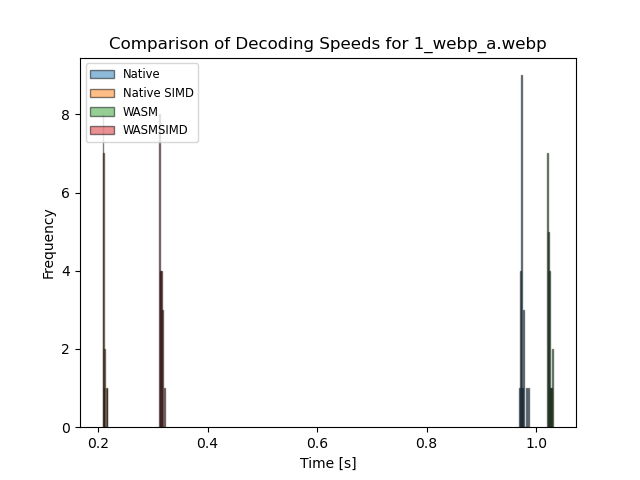 Comparison of Decoding Speeds for 1_webp_a.webp
Native
Native SIMD
WASM
WASMSIMD
Frequency
8
6
4
2
0
0.2
0.4
0.6
0.8
1.0
Time [s]